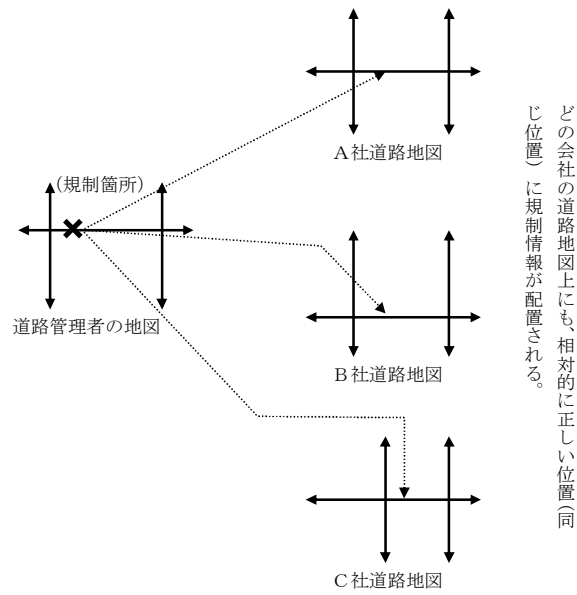 A社道路地図
(規制箇所)
道路管理者の地図
B社道路地図
C社道路地図
どの会社の道路地図上にも、相対的に正しい位置(同
じ位置)に規制情報が配置される。